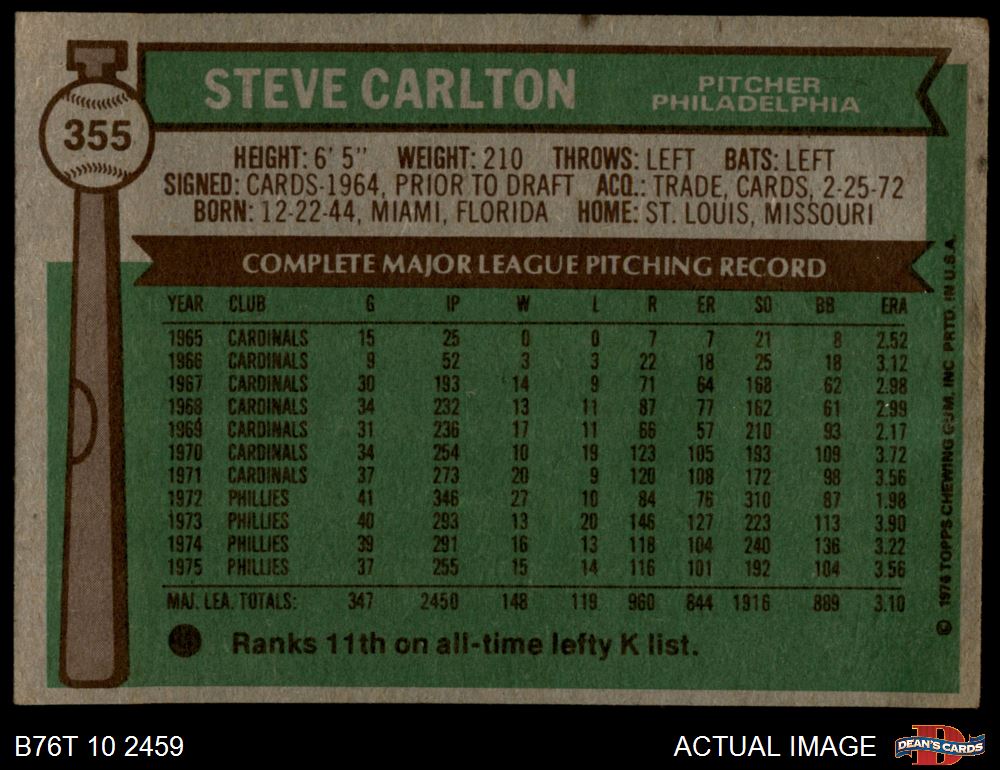 355
STEVE CARLTON
PITCHER
PHILADELPHIA
HEIGHT: 6' 5" WEIGHT: 210 THROWS: LEFT BATS: LEFT
SIGNED: CARDS-1964, PRIOR TO DRAFT ACQ.: TRADE, CARDS, 2-25-72
BORN: 12-22-44, MIAMI, FLORIDA HOME: ST. LOUIS, MISSOURI
COMPLETE MAJOR LEAGUE PITCHING RECORD
YEAR CLUB G IP W L R ER SO BB ERA
1965 CARDINALS 15 25 0 0 7 7 21 8 2.52
1966 CARDINALS 9 52 3 3 22 18 25 18 3.12
1967 CARDINALS 30 193 14 9 71 64 168 62 2.98
1968 CARDINALS 34 232 13 11 87 77 162 61 2.99
1969 CARDINALS 31 236 17 11 66 57 210 93 2.17
1970 CARDINALS 34 254 10 19 123 105 193 109 3.72
1971 CARDINALS 37 273 20 9 120 108 172 98 3.56
1972 PHILLIES 41 346 27 10 84 76 310 87 1.98
1973 PHILLIES 40 293 13 20 146 127 223 113 3.90
1974 PHILLIES 39 291 16 13 118 104 240 136 3.22
1975 PHILLIES 37 255 15 14 116 101 192 104 3.56
MAJ. LEA. TOTALS: 347 2450 148 119 960 844 1916 889 3.10
Ranks 11th on all-time lefty K list.
© 1976 TOPPS CHEWING GUM, INC. PRTD. IN U.S.A.
B76T 10 2459
ACTUAL IMAGE
D
DEAN'S CARDS